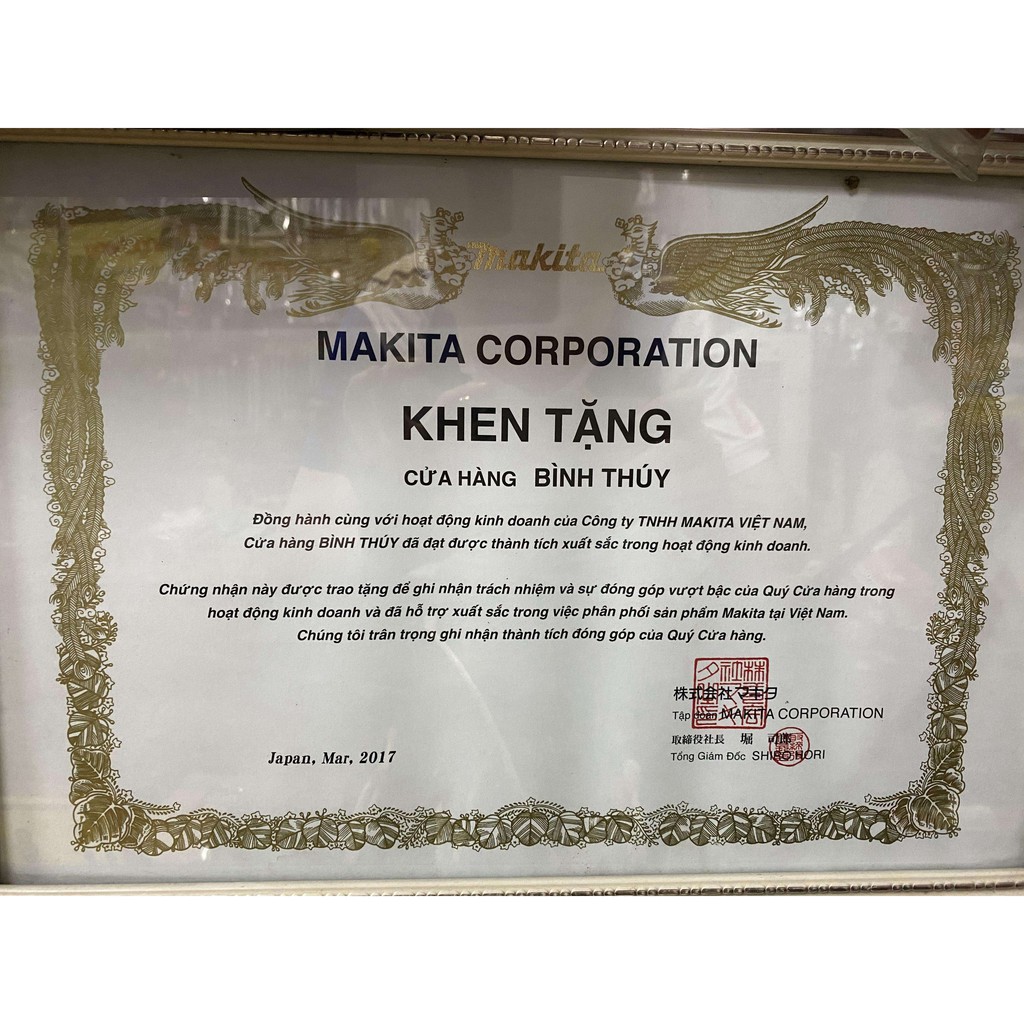 makita
MAKITA CORPORATION
KHEN TẶNG
CỬA HÀNG BÌNH THÚY
Đồng hành cùng với hoạt động kinh doanh của Công ty TNHH MAKITA VIỆT NAM,
Cửa hàng BÌNH THÚY đã đạt được thành tích xuất sắc trong hoạt động kinh doanh.
Chứng nhận này được trao tặng để ghi nhận trách nhiệm và sự đóng góp vượt bậc của Quý Cửa hàng trong
hoạt động kinh doanh và đã hỗ trợ xuất sắc trong việc phân phối sản phẩm Makita tại Việt Nam.
Chúng tôi trân trọng ghi nhận thành tích đóng góp của Quý Cửa hàng.
株式会社マキタ
Tập đoàn MAKITA CORPORATION
取締役社長 堀 司郎
Tổng Giám Đốc SHIRO HORI
Japan, Mar, 2017